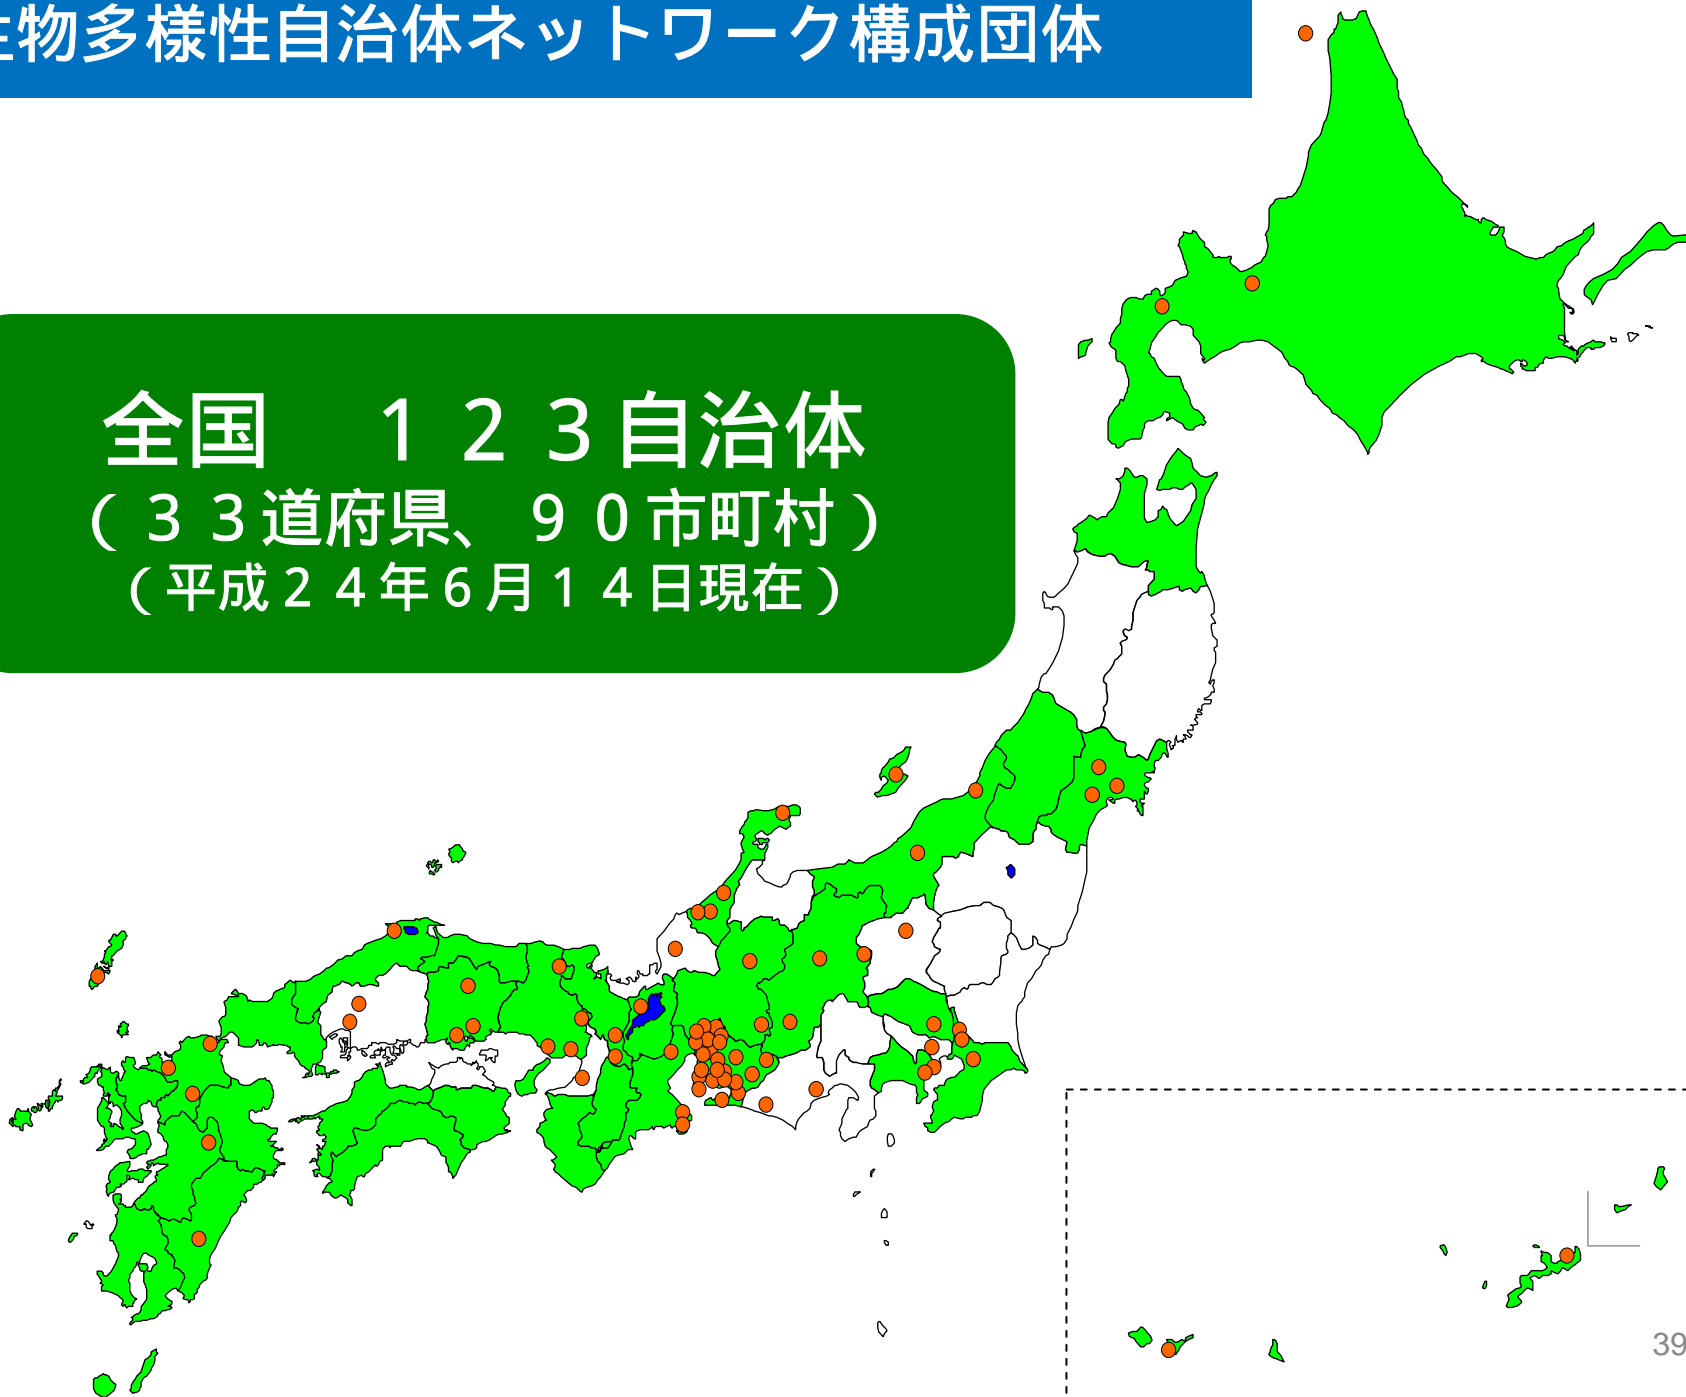 生物多様性自治体ネットワーク構成団体
全国　１２３自治体
（３３道府県、９０市町村）
（平成２４年６月１４日現在）
39